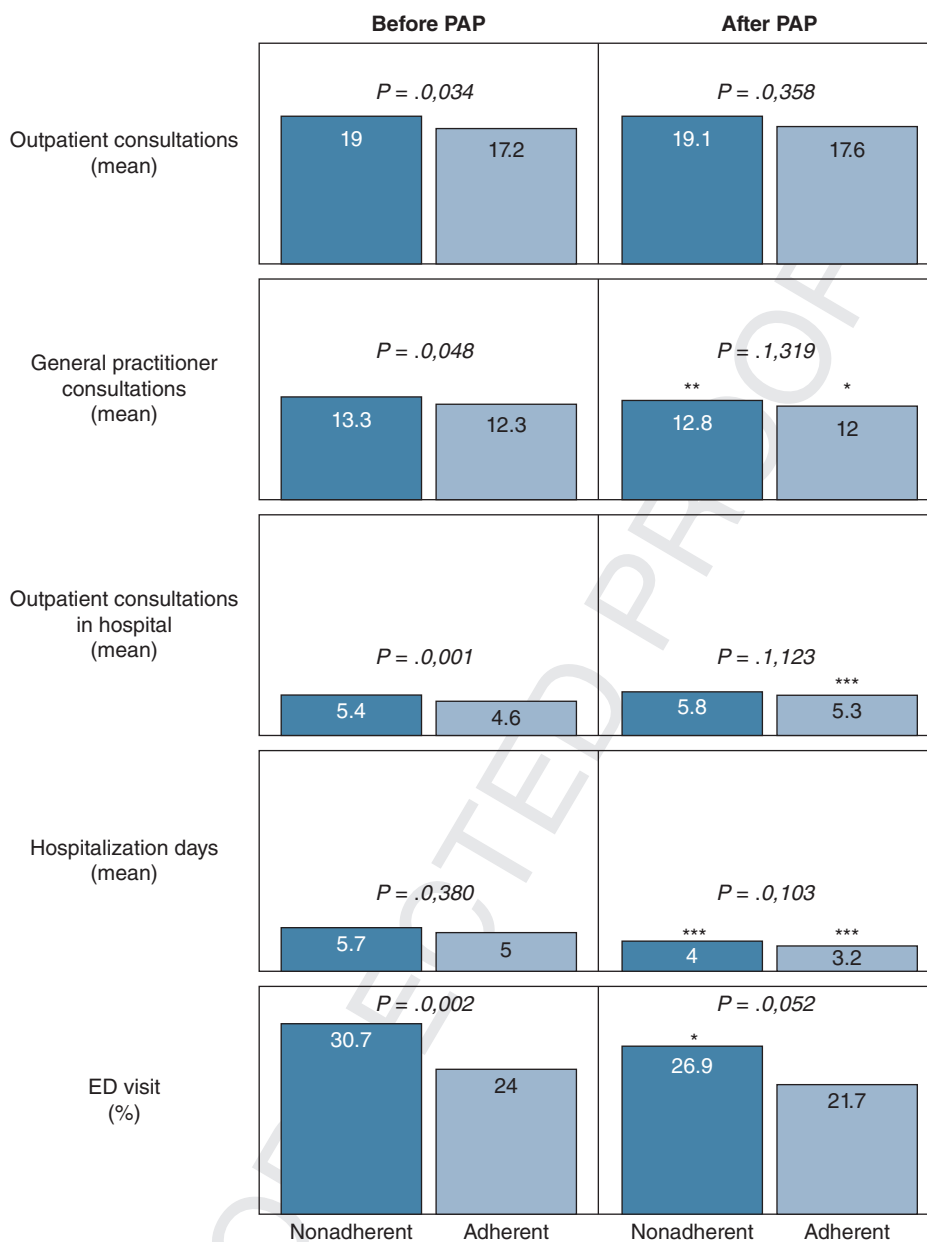 Before PAP After PAP
P = .0,034 P = .0,358
Outpatient consultations
(mean)
19 17.2 19.1 17.6
General practitioner
consultations
(mean)
P = .0,048 P = .1,319
** *
13.3 12.3 12.8 12
Outpatient consultations
in hospital
(mean)
P = .0,001 P = .1,123
***
5.4 4.6 5.8 5.3
Hospitalization days
(mean)
P = .0,380 P = .0,103
*** ***
5.7 5 4 3.2
P = .0,002 P = .0,052
*
30.7 24 26.9 21.7
ED visit
(%)
Nonadherent Adherent Nonadherent Adherent
ECTED PROOF